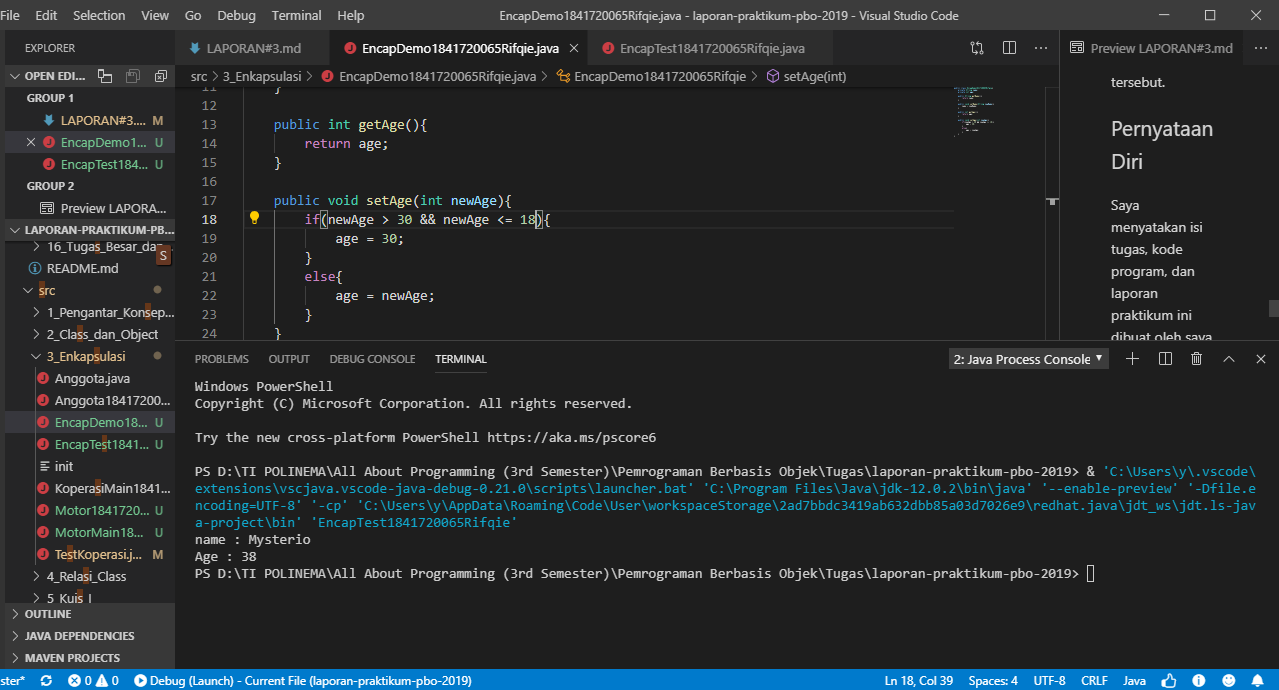 File Edit Selection View Go Debug Terminal Help
EncapDemo1841720065Rifqie.java - laporan-praktikum-pbo-2019 - Visual Studio Code
EXPLORER
OPEN EDI...
GROUP 1
LAPORAN#3.... M
EncapDemo1... U
EncapTest184... U
GROUP 2
Preview LAPORA...
LAPORAN-PRAKTIKUM-PB...
16_Tugas_Besar_da...
S
README.md
src
1_Pengantar_Konsep...
2_Class_dan_Object
3_Enkapsulasi
Anggota.java
Anggota18417200...
EncapDemo18... U
EncapTest1841... U
init
KoperasiMain1841...
Motor1841720... U
MotorMain18... U
TestKoperasi.j... M
4_Relasi_Class
5_Kuis_I
OUTLINE
JAVA DEPENDENCIES
MAVEN PROJECTS
LAPORAN#3.md
EncapDemo1841720065Rifqie.java
EncapTest1841720065Rifqie.java
src > 3_Enkapsulasi > EncapDemo1841720065Rifqie.java > EncapDemo1841720065Rifqie > setAge(int)
11 }
12
13 public int getAge(){
14 return age;
15 }
16
17 public void setAge(int newAge){
18 if(newAge > 30 && newAge <= 18){
19 age = 30;
20 }
21 else{
22 age = newAge;
23 }
24 }
Preview LAPORAN#3.md
tersebut.
Pernyataan
Diri
Saya
menyatakan isi
tugas, kode
program, dan
laporan
praktikum ini
dibuat oleh saya
PROBLEMS OUTPUT DEBUG CONSOLE TERMINAL
2: Java Process Console
Windows PowerShell
Copyright (C) Microsoft Corporation. All rights reserved.
Try the new cross-platform PowerShell https://aka.ms/pscore6
PS D:\TI POLINEMA\All About Programming (3rd Semester)\Pemrograman Berbasis Objek\Tugas\laporan-praktikum-pbo-2019> & 'C:\Users\y\.vscode\
extensions\vscjava.vscode-java-debug-0.21.0\scripts\launcher.bat' 'C:\Program Files\Java\jdk-12.0.2\bin\java' '--enable-preview' '-Dfile.e
ncoding=UTF-8' '-cp' 'C:\Users\y\AppData\Roaming\Code\User\workspaceStorage\2ad7bbdc3419ab632dbb85a03d7026e9\redhat.java\jdt_ws\jdt.ls-jav
a-project\bin' 'EncapTest1841720065Rifqie'
name : Mysterio
Age : 38
PS D:\TI POLINEMA\All About Programming (3rd Semester)\Pemrograman Berbasis Objek\Tugas\laporan-praktikum-pbo-2019>
ster* 0 0 Debug (Launch) - Current File (laporan-praktikum-pbo-2019)
Ln 18, Col 39 Spaces: 4 UTF-8 CRLF Java